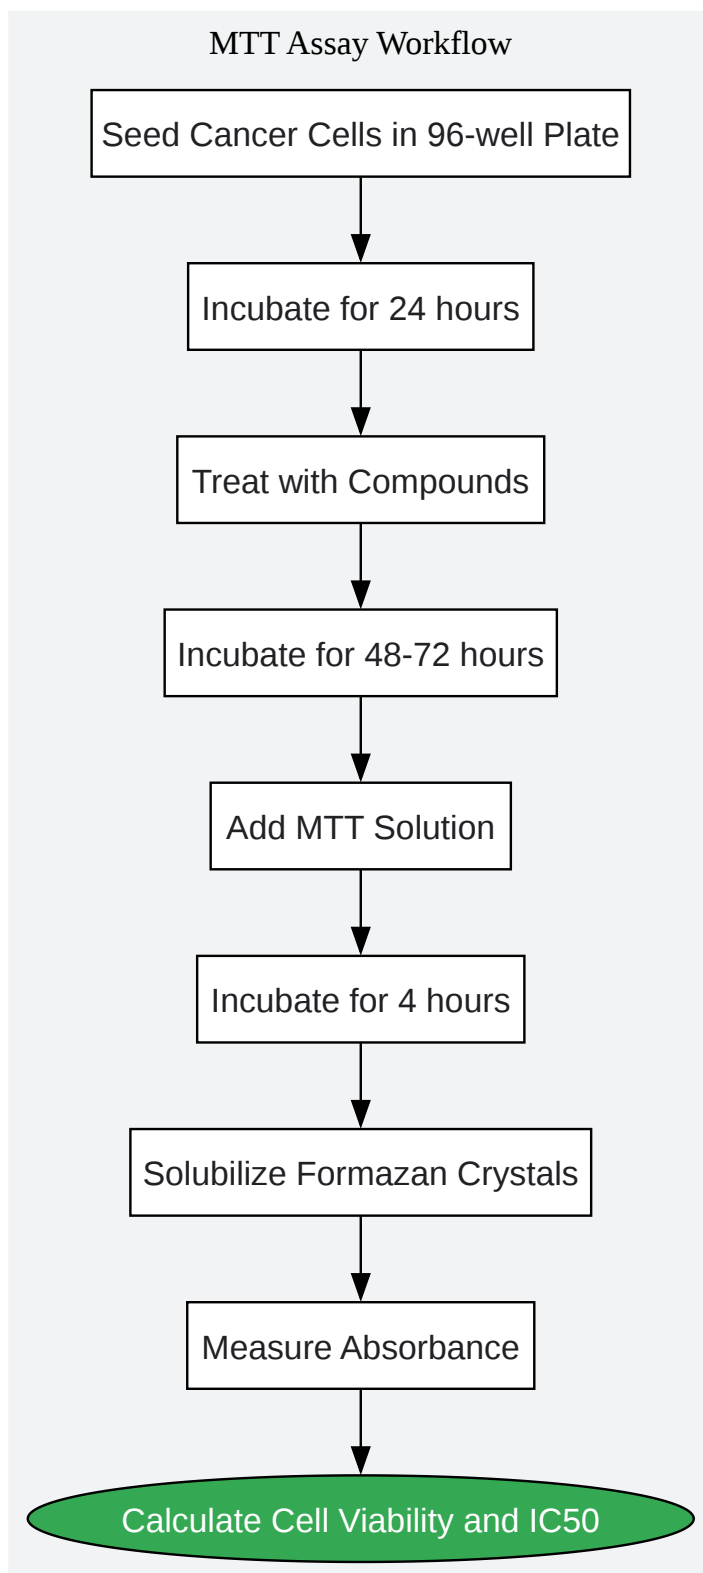 MTT Assay Workflow
Seed Cancer Cells in 96-well Plate
Incubate for 24 hours
Treat with Compounds
Incubate for 48-72 hours
Add MTT Solution
Incubate for 4 hours
Solubilize Formazan Crystals
Measure Absorbance
Calculate Cell Viability and IC50